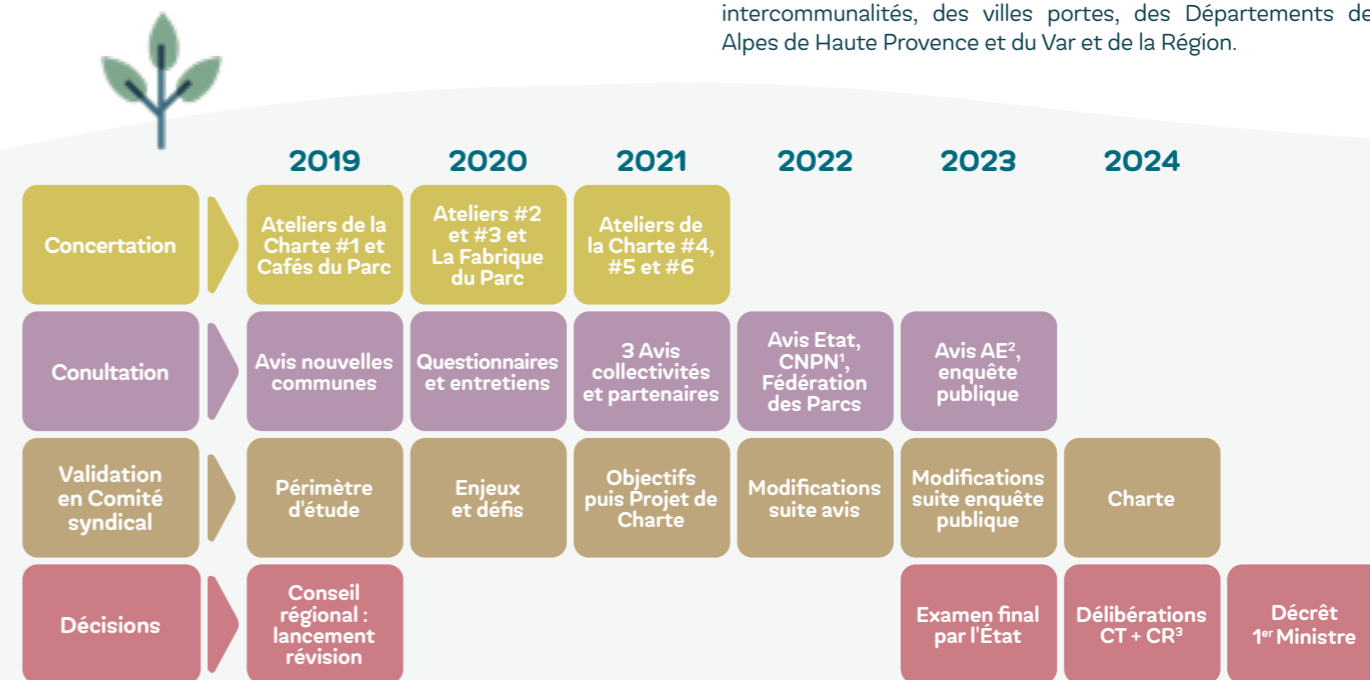 intercommunalités, des villes portes, des Départements de
Alpes de Haute Provence et du Var et de la Région.
2019 2020 2021 2022 2023 2024
Concertation
Ateliers de la
Charte #1 et
Cafés du Parc
Ateliers #2
et #3 et
La Fabrique
du Parc
Ateliers de
la Charte #4,
#5 et #6
Conultation
Avis nouvelles
communes
Questionnaires
et entretiens
3 Avis
collectivités
et partenaires
Avis Etat,
CNPN¹,
Fédération
des Parcs
Avis AE²,
enquête
publique
Validation
en Comité
syndical
Périmètre
d'étude
Enjeux
et défis
Objectifs
puis Projet de
Charte
Modifications
suite avis
Modifications
suite enquête
publique
Charte
Décisions
Conseil
régional :
lancement
révision
Examen final
par l'État
Délibérations
CT + CR³
Décrêt
1er Ministre